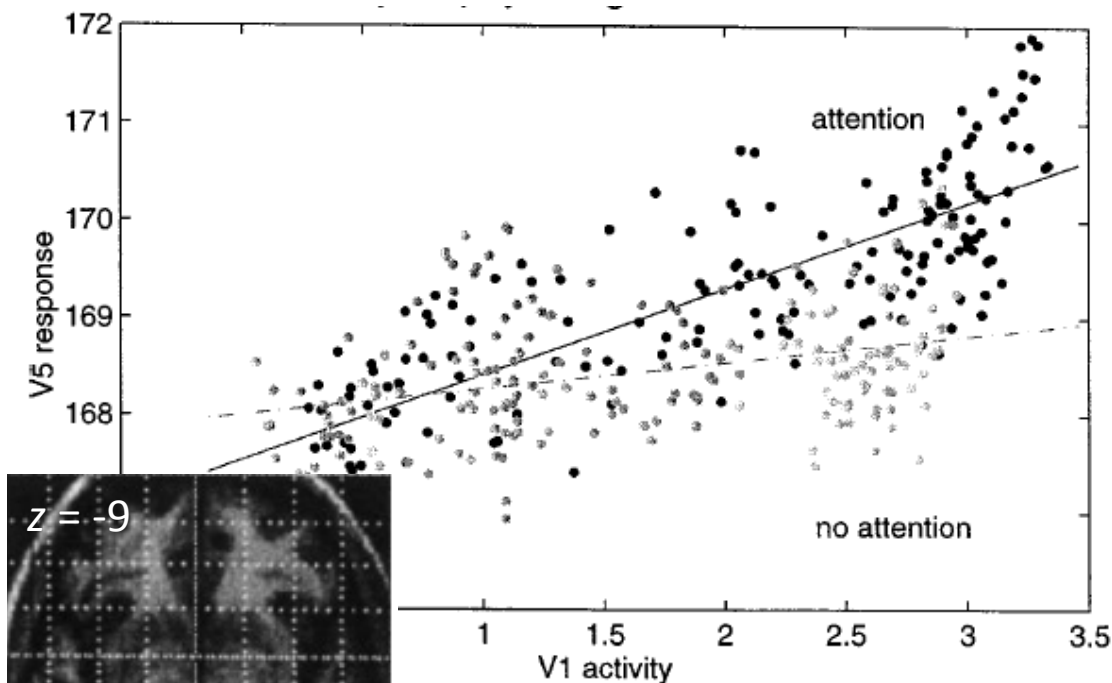 172
171
170
169
168
V5 response
attention
no attention
z = -9
1
1.5
2
2.5
3
3.5
V1 activity